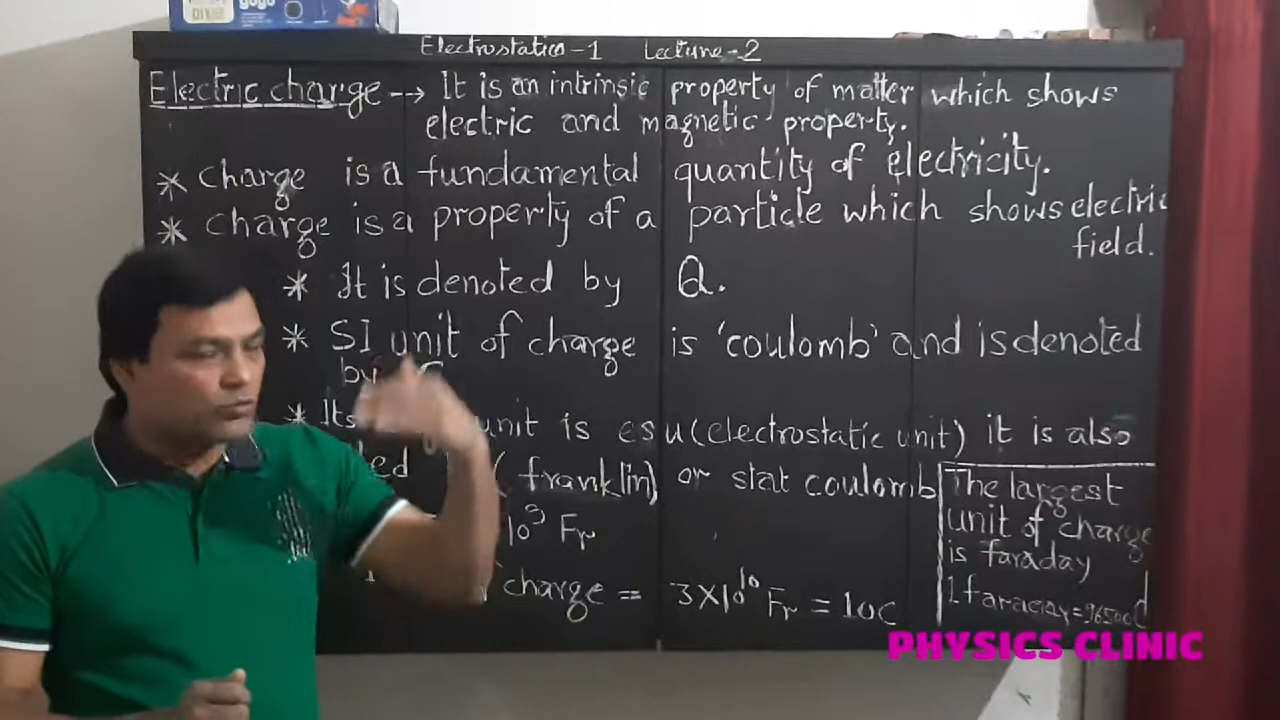 Electrostatics-1 Lecture-2
Electric charge --> It is an intrinsic property of matter which shows
electric and magnetic property.
* charge is a fundamental quantity of electricity.
* charge is a property of a particle which shows electric
field.
* It is denoted by Q.
* SI unit of charge is 'coulomb' and is denoted
by C
* Its unit is esu (electrostatic unit) it is also
(franklin) or stat coulomb
10³ Fr
charge = 3×10¹⁰ Fr = 10C
The largest
unit of charge
is faraday
1 faraday = 96500C
PHYSICS CLINIC